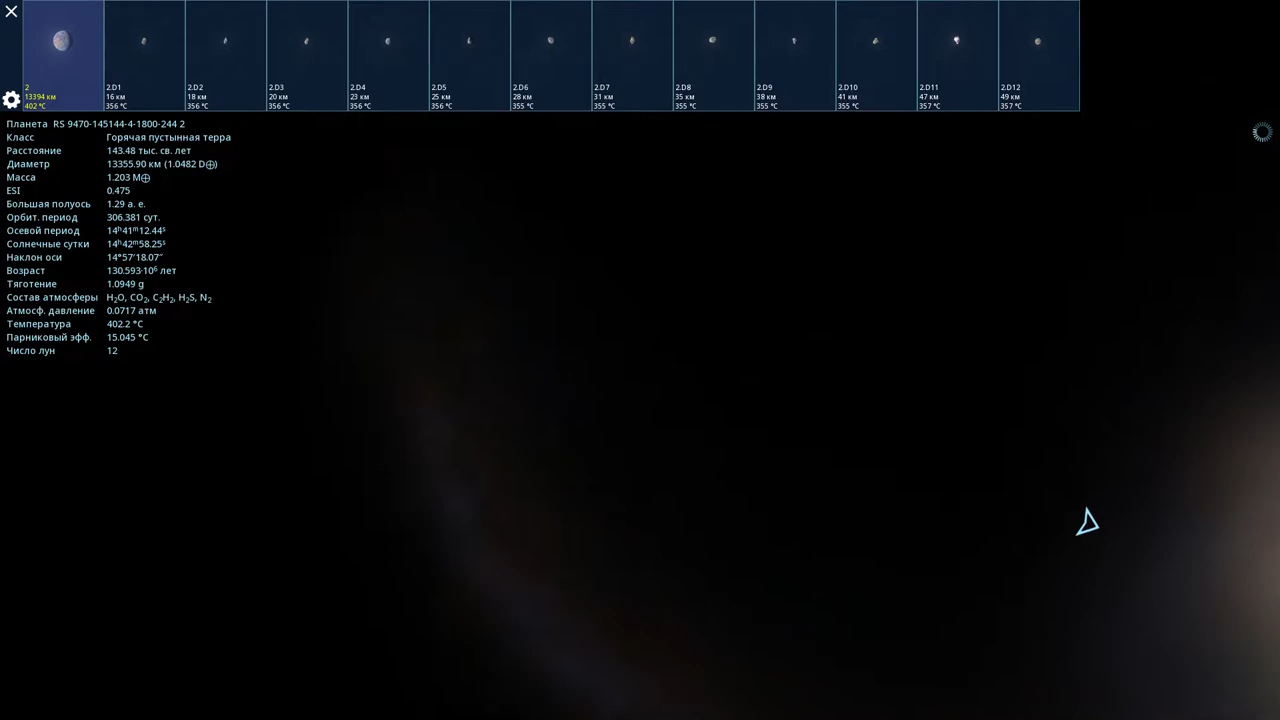 2
13394 км
402 °C
2.D1
16 км
356 °C
2.D2
18 км
356 °C
2.D3
20 км
356 °C
2.D4
23 км
356 °C
2.D5
25 км
356 °C
2.D6
28 км
355 °C
2.D7
31 км
355 °C
2.D8
35 км
355 °C
2.D9
38 км
355 °C
2.D10
41 км
355 °C
2.D11
47 км
357 °C
2.D12
49 км
357 °C
Планета RS 9470-145144-4-1800-244 2
Класс Горячая пустынная терра
Расстояние 143.48 тыс. св. лет
Диаметр 13355.90 км (1.0482 D⊕)
Масса 1.203 M⊕
ESI 0.475
Большая полуось 1.29 а. е.
Орбит. период 306.381 сут.
Осевой период 14ʰ41ᵐ12.44ˢ
Солнечные сутки 14ʰ42ᵐ58.25ˢ
Наклон оси 14°57′18.07″
Возраст 130.593·10⁶ лет
Тяготение 1.0949 g
Состав атмосферы H₂O, CO₂, C₂H₂, H₂S, N₂
Атмосф. давление 0.0717 атм
Температура 402.2 °C
Парниковый эфф. 15.045 °C
Число лун 12